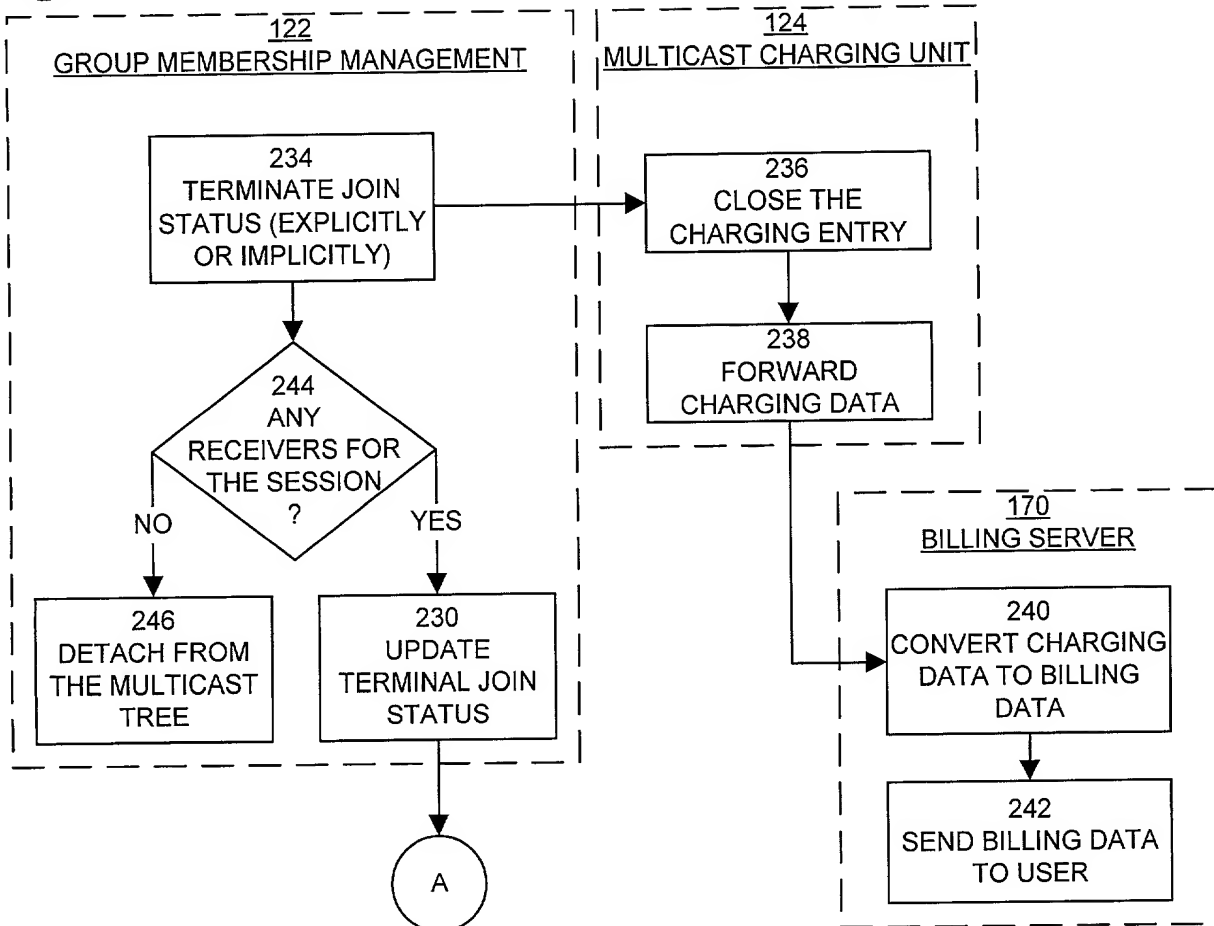 122
GROUP MEMBERSHIP MANAGEMENT
234
TERMINATE JOIN
STATUS (EXPLICITLY
OR IMPLICITLY)
244
ANY
RECEIVERS FOR
THE SESSION
?
NO
YES
246
DETACH FROM
THE MULTICAST
TREE
230
UPDATE
TERMINAL JOIN
STATUS
A
124
MULTICAST CHARGING UNIT
236
CLOSE THE
CHARGING ENTRY
238
FORWARD
CHARGING DATA
170
BILLING SERVER
240
CONVERT CHARGING
DATA TO BILLING
DATA
242
SEND BILLING DATA
TO USER